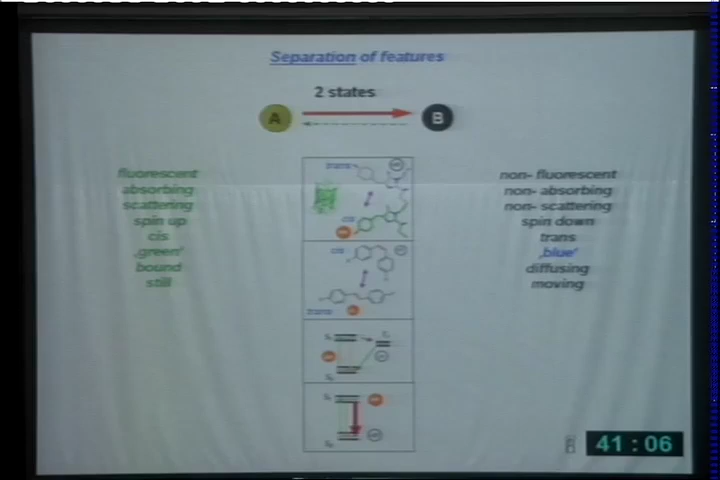 Separation of features
2 states
A
B
fluorescent
absorbing
scattering
spin up
cis
‚green'
bound
still
trans
cis
cis
trans
non- fluorescent
non- absorbing
non- scattering
spin down
trans
‚blue'
diffusing
moving
41:06